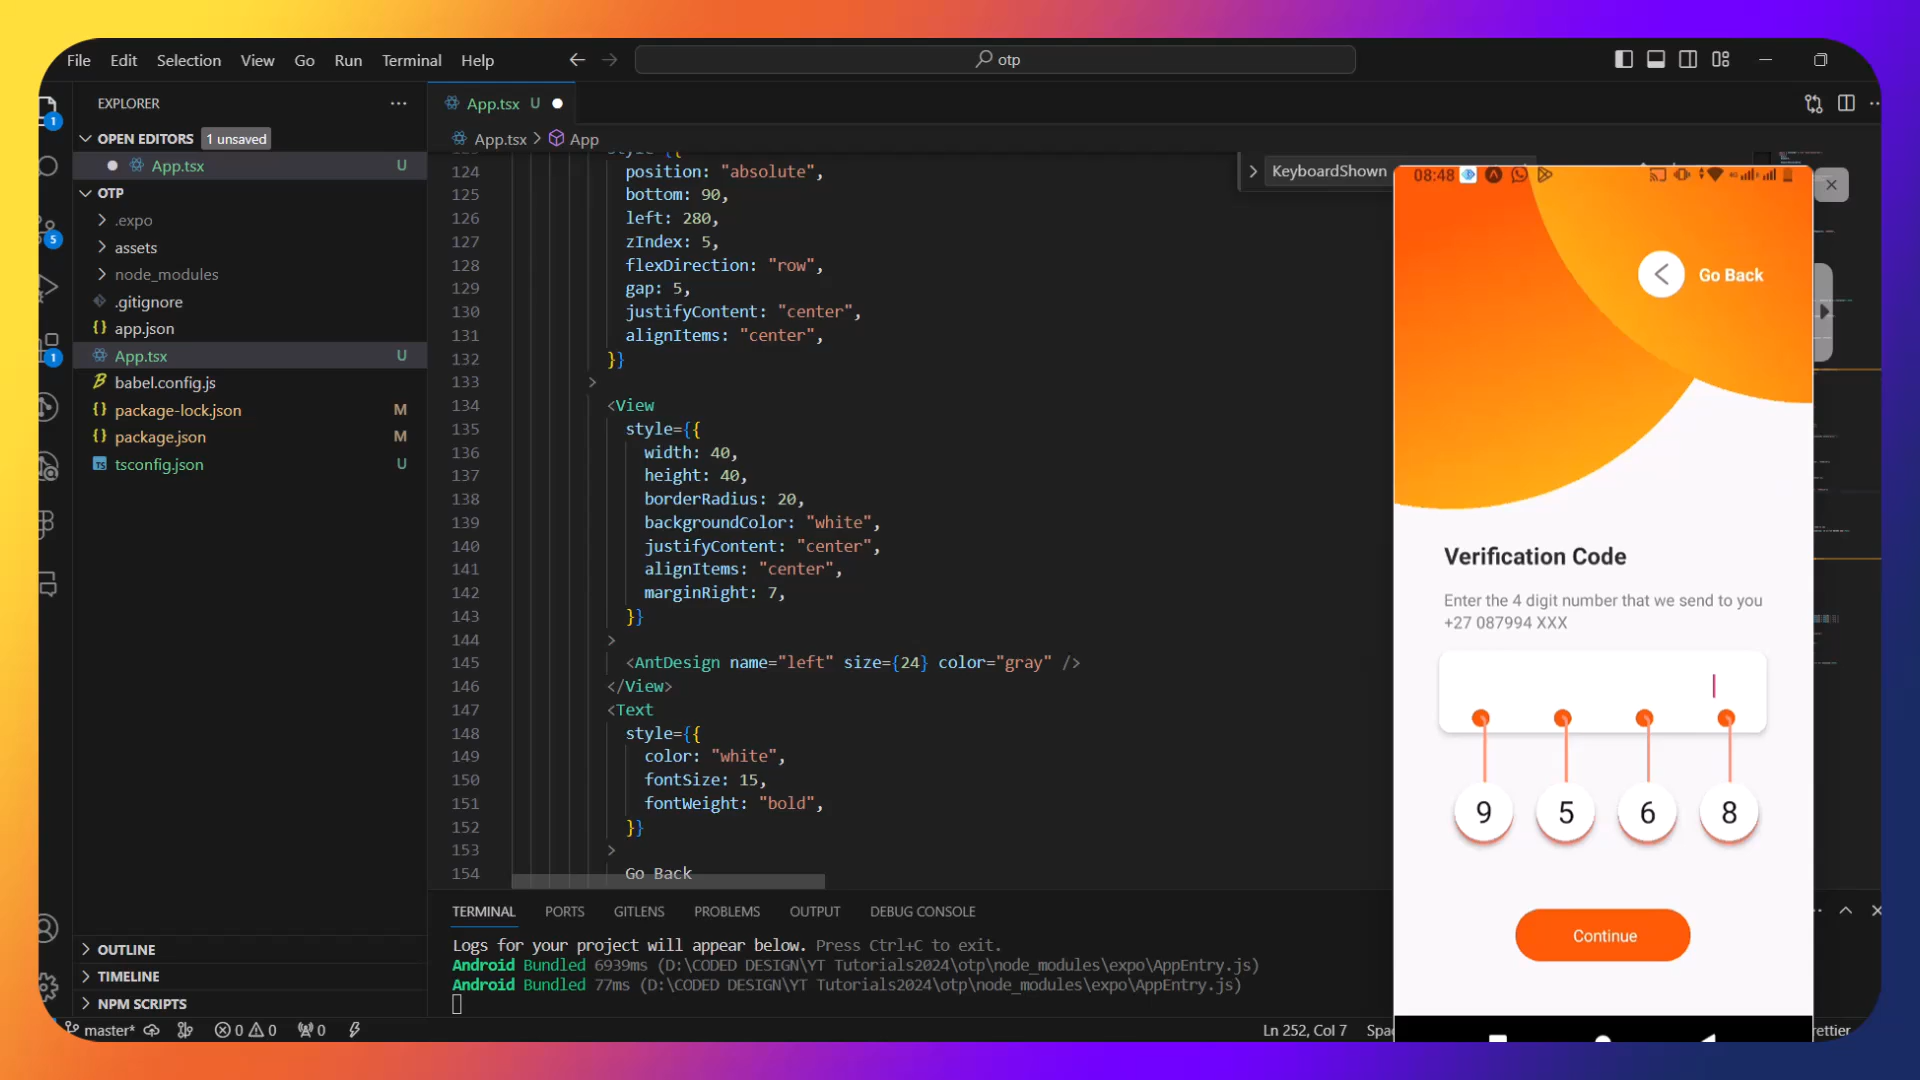 File Edit Selection View Go Run Terminal Help
otp
EXPLORER
OPEN EDITORS 1 unsaved
App.tsx U
OTP
.expo
assets
node_modules
.gitignore
app.json
App.tsx U
babel.config.js
package-lock.json M
package.json M
tsconfig.json U
OUTLINE
TIMELINE
NPM SCRIPTS
1
5
1
App.tsx U
App.tsx > App
KeyboardShown
124 position: "absolute",
125 bottom: 90,
126 left: 280,
127 zIndex: 5,
128 flexDirection: "row",
129 gap: 5,
130 justifyContent: "center",
131 alignItems: "center",
132 }}
133 >
134 <View
135 style={{
136 width: 40,
137 height: 40,
138 borderRadius: 20,
139 backgroundColor: "white",
140 justifyContent: "center",
141 alignItems: "center",
142 marginRight: 7,
143 }}
144 >
145 <AntDesign name="left" size={24} color="gray" />
146 </View>
147 <Text
148 style={{
149 color: "white",
150 fontSize: 15,
151 fontWeight: "bold",
152 }}
153 >
154 Go Back
TERMINAL PORTS GITLENS PROBLEMS OUTPUT DEBUG CONSOLE
Logs for your project will appear below. Press Ctrl+C to exit.
Android Bundled 6939ms (D:\CODED DESIGN\YT Tutorials2024\otp\node_modules\expo\AppEntry.js)
Android Bundled 77ms (D:\CODED DESIGN\YT Tutorials2024\otp\node_modules\expo\AppEntry.js)
master* 0 0 0
Ln 252, Col 7
08:48
Go Back
Verification Code
Enter the 4 digit number that we send to you
+27 087994 XXX
9 5 6 8
Continue